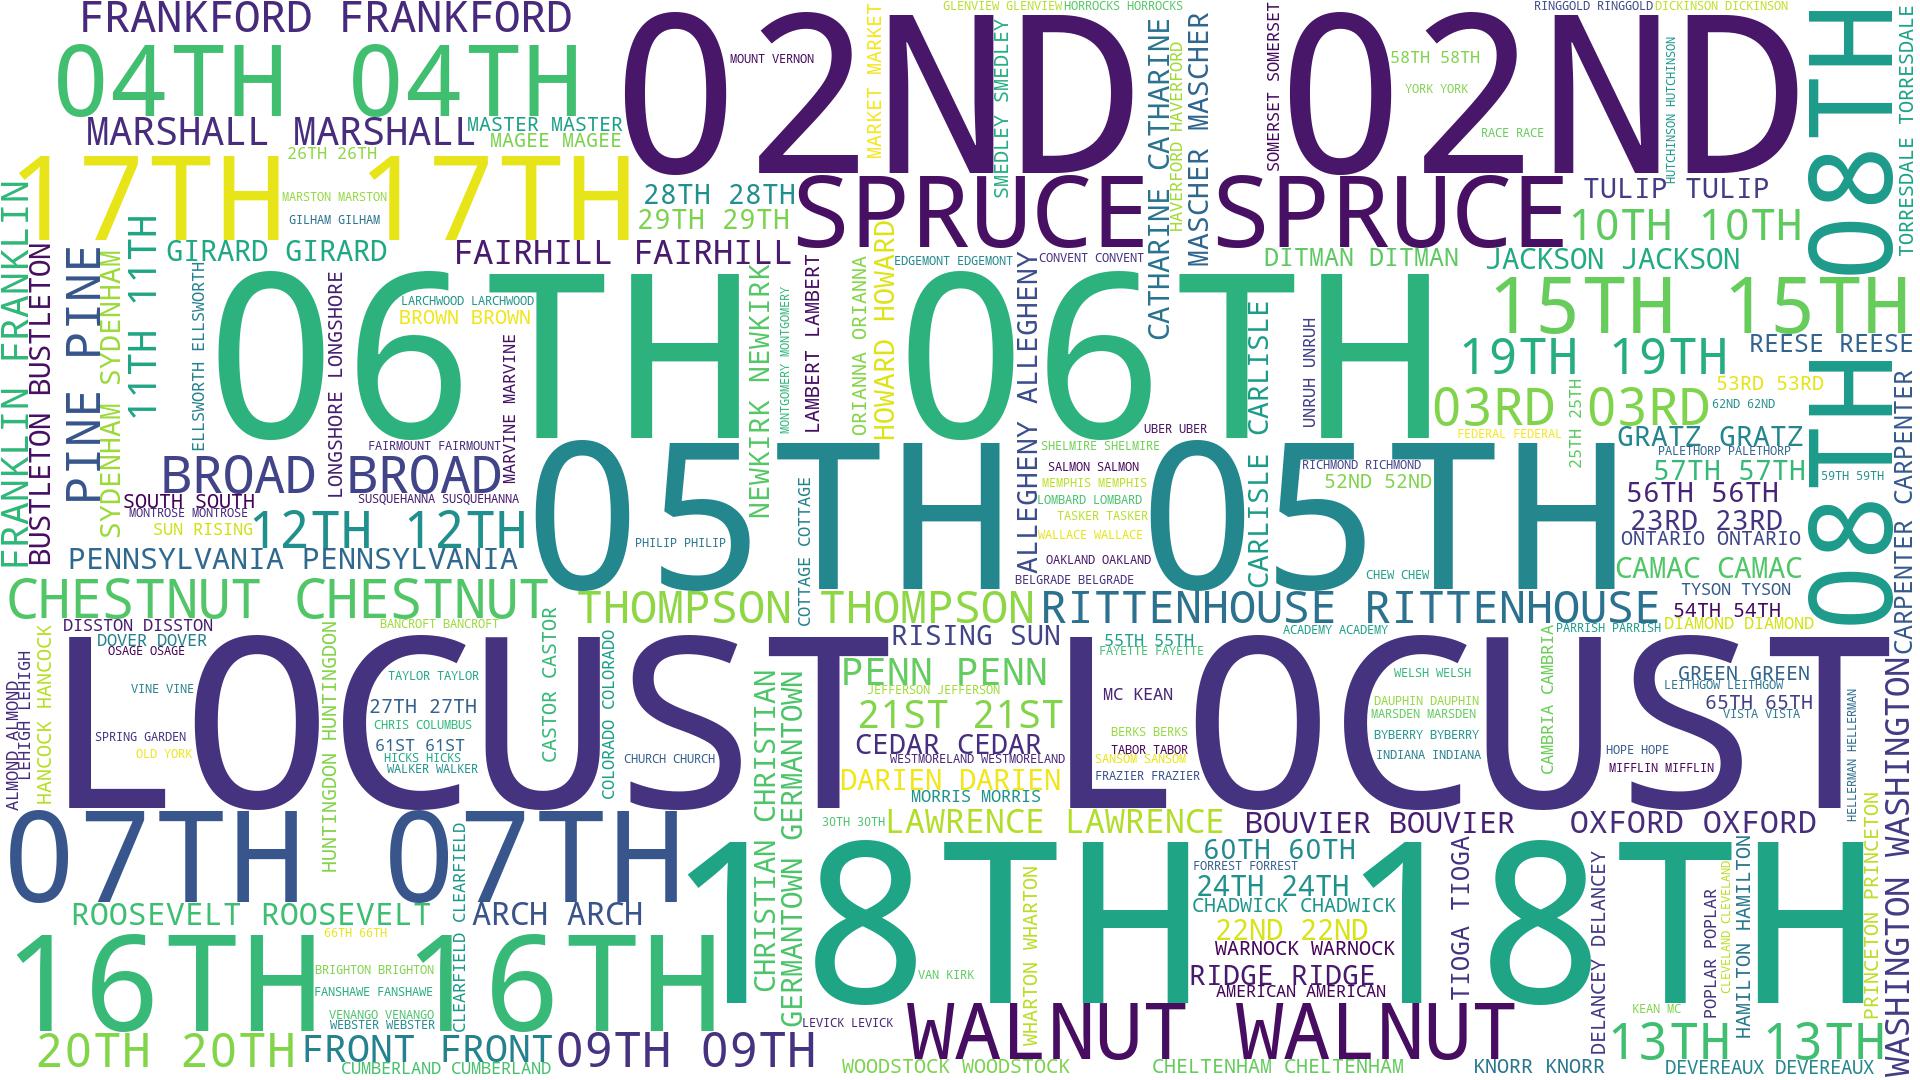 FRANKFORD FRANKFORD
04TH 04TH
MARSHALL MARSHALL
MASTER MASTER
MAGEE MAGEE
26TH 26TH
17TH 17TH
MARSTON MARSTON
GILHAM GILHAM
02ND 02ND
MOUNT VERNON
MARKET MARKET
GLENVIEW GLENVIEW
HORROCKS HORROCKS
SMEDLEY SMEDLEY
CATHARINE CATHARINE
HAVERFORD HAVERFORD
MASCHER MASCHER
SOMERSET SOMERSET
58TH 58TH
YORK YORK
RACE RACE
RINGGOLD RINGGOLD
DICKINSON DICKINSON
HUTCHINSON HUTCHINSON
08TH 08TH
TORRESDALE TORRESDALE
28TH 28TH
29TH 29TH
SPRUCE SPRUCE
TULIP TULIP
10TH 10TH
FRANKLIN FRANKLIN
BUSTLETON BUSTLETON
PINE PINE
SYDENHAM SYDENHAM
11TH 11TH
GIRARD GIRARD
FAIRHILL FAIRHILL
ELLSWORTH ELLSWORTH
06TH 06TH
LONGSHORE LONGSHORE
LARCHWOOD LARCHWOOD
BROWN BROWN
MARVINE MARVINE
NEWKIRK NEWKIRK
MONTGOMERY MONTGOMERY
LAMBERT LAMBERT
ORIANNA ORIANNA
HOWARD HOWARD
EDGEMONT EDGEMONT
CONVENT CONVENT
ALLEGHENY ALLEGHENY
DITMAN DITMAN
JACKSON JACKSON
CARLISLE CARLISLE
UNRUH UNRUH
15TH 15TH
19TH 19TH
REESE REESE
03RD 03RD
53RD 53RD
62ND 62ND
FEDERAL FEDERAL
25TH 25TH
GRATZ GRATZ
PALETHORP PALETHORP
57TH 57TH
59TH 59TH
CARPENTER CARPENTER
FAIRMOUNT FAIRMOUNT
BROAD BROAD
SUSQUEHANNA SUSQUEHANNA
SOUTH SOUTH
MONTROSE MONTROSE
SUN RISING
12TH 12TH
PENNSYLVANIA PENNSYLVANIA
05TH 05TH
PHILIP PHILIP
COTTAGE COTTAGE
UBER UBER
SHELMIRE SHELMIRE
SALMON SALMON
MEMPHIS MEMPHIS
LOMBARD LOMBARD
TASKER TASKER
WALLACE WALLACE
OAKLAND OAKLAND
BELGRADE BELGRADE
RICHMOND RICHMOND
52ND 52ND
CHEW CHEW
56TH 56TH
23RD 23RD
ONTARIO ONTARIO
CAMAC CAMAC
TYSON TYSON
54TH 54TH
DIAMOND DIAMOND
CHESTNUT CHESTNUT
THOMPSON THOMPSON
RITTENHOUSE RITTENHOUSE
DISSTON DISSTON
DOVER DOVER
OSAGE OSAGE
BANCROFT BANCROFT
RISING SUN
55TH 55TH
FAYETTE FAYETTE
ACADEMY ACADEMY
PARRISH PARRISH
ALMOND ALMOND
LEHIGH LEHIGH
HANCOCK HANCOCK
LOCUST LOCUST
VINE VINE
SPRING GARDEN
OLD YORK
HUNTINGDON HUNTINGDON
TAYLOR TAYLOR
27TH 27TH
CHRIS COLUMBUS
61ST 61ST
HICKS HICKS
WALKER WALKER
CASTOR CASTOR
COLORADO COLORADO
CHURCH CHURCH
CHRISTIAN CHRISTIAN
GERMANTOWN GERMANTOWN
PENN PENN
JEFFERSON JEFFERSON
21ST 21ST
CEDAR CEDAR
WESTMORELAND WESTMORELAND
DARIEN DARIEN
MORRIS MORRIS
30TH 30TH
LAWRENCE LAWRENCE
MC KEAN
BERKS BERKS
TABOR TABOR
SANSOM SANSOM
FRAZIER FRAZIER
WELSH WELSH
DAUPHIN DAUPHIN
MARSDEN MARSDEN
BYBERRY BYBERRY
INDIANA INDIANA
CAMBRIA CAMBRIA
HOPE HOPE
MIFFLIN MIFFLIN
GREEN GREEN
LEITHGOW LEITHGOW
65TH 65TH
VISTA VISTA
HELLERMAN HELLERMAN
WASHINGTON WASHINGTON
BOUVIER BOUVIER
OXFORD OXFORD
07TH 07TH
ROOSEVELT ROOSEVELT
ARCH ARCH
CLEARFIELD CLEARFIELD
66TH 66TH
16TH 16TH
BRIGHTON BRIGHTON
FANSHAWE FANSHAWE
VENANGO VENANGO
WEBSTER WEBSTER
18TH 18TH
VAN KIRK
WHARTON WHARTON
60TH 60TH
FORREST FORREST
24TH 24TH
CHADWICK CHADWICK
22ND 22ND
WARNOCK WARNOCK
RIDGE RIDGE
AMERICAN AMERICAN
TIOGA TIOGA
DELANCEY DELANCEY
POPLAR POPLAR
CLEVELAND CLEVELAND
HAMILTON HAMILTON
PRINCETON PRINCETON
KEAN MC
20TH 20TH
FRONT FRONT
CUMBERLAND CUMBERLAND
09TH 09TH
LEVICK LEVICK
WALNUT WALNUT
WOODSTOCK WOODSTOCK
CHELTENHAM CHELTENHAM
KNORR KNORR
13TH 13TH
DEVEREAUX DEVEREAUX